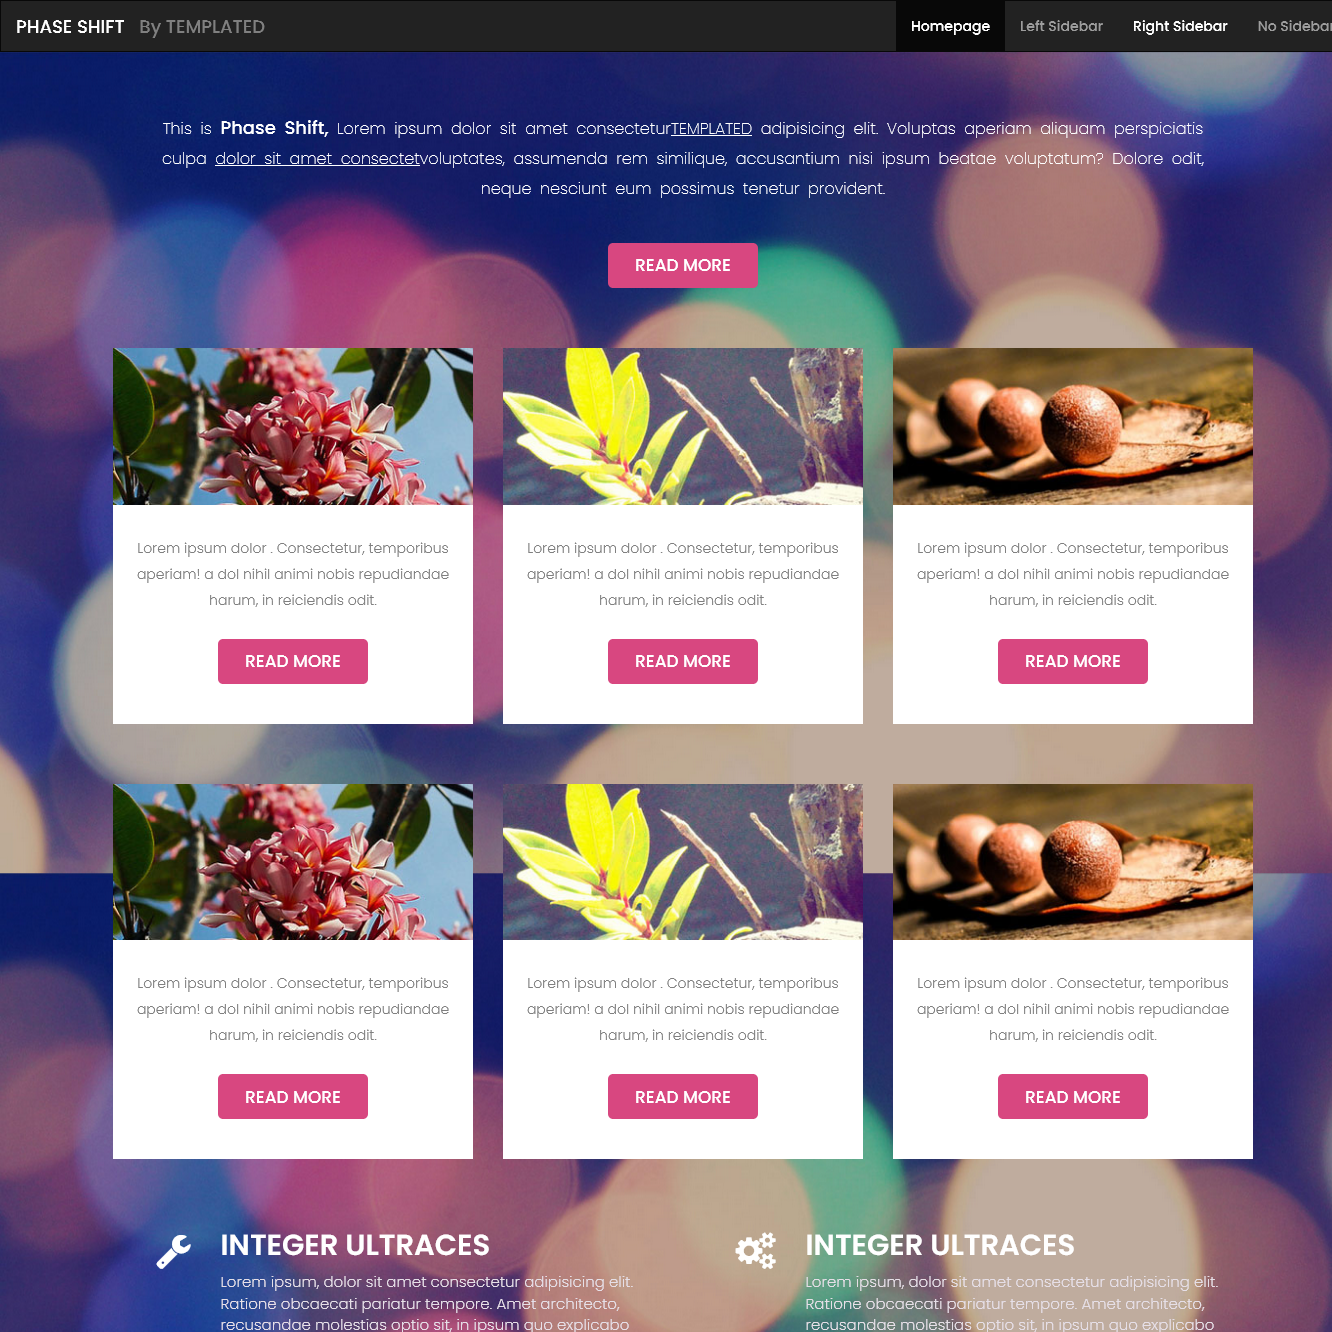 PHASE SHIFT By TEMPLATED Homepage Left Sidebar Right Sidebar No Sidebar
This is Phase Shift, Lorem ipsum dolor sit amet consecteturTEMPLATED adipisicing elit. Voluptas aperiam aliquam perspiciatis
culpa dolor sit amet consectetvoluptates, assumenda rem similique, accusantium nisi ipsum beatae voluptatum? Dolore odit,
neque nesciunt eum possimus tenetur provident.
READ MORE
Lorem ipsum dolor . Consectetur, temporibus
aperiam! a dol nihil animi nobis repudiandae
harum, in reiciendis odit.
READ MORE
Lorem ipsum dolor . Consectetur, temporibus
aperiam! a dol nihil animi nobis repudiandae
harum, in reiciendis odit.
READ MORE
Lorem ipsum dolor . Consectetur, temporibus
aperiam! a dol nihil animi nobis repudiandae
harum, in reiciendis odit.
READ MORE
Lorem ipsum dolor . Consectetur, temporibus
aperiam! a dol nihil animi nobis repudiandae
harum, in reiciendis odit.
READ MORE
Lorem ipsum dolor . Consectetur, temporibus
aperiam! a dol nihil animi nobis repudiandae
harum, in reiciendis odit.
READ MORE
Lorem ipsum dolor . Consectetur, temporibus
aperiam! a dol nihil animi nobis repudiandae
harum, in reiciendis odit.
READ MORE
INTEGER ULTRACES
Lorem ipsum, dolor sit amet consectetur adipisicing elit.
Ratione obcaecati pariatur tempore. Amet architecto,
recusandae molestias optio sit, in ipsum quo explicabo
INTEGER ULTRACES
Lorem ipsum, dolor sit amet consectetur adipisicing elit.
Ratione obcaecati pariatur tempore. Amet architecto,
recusandae molestias optio sit, in ipsum quo explicabo